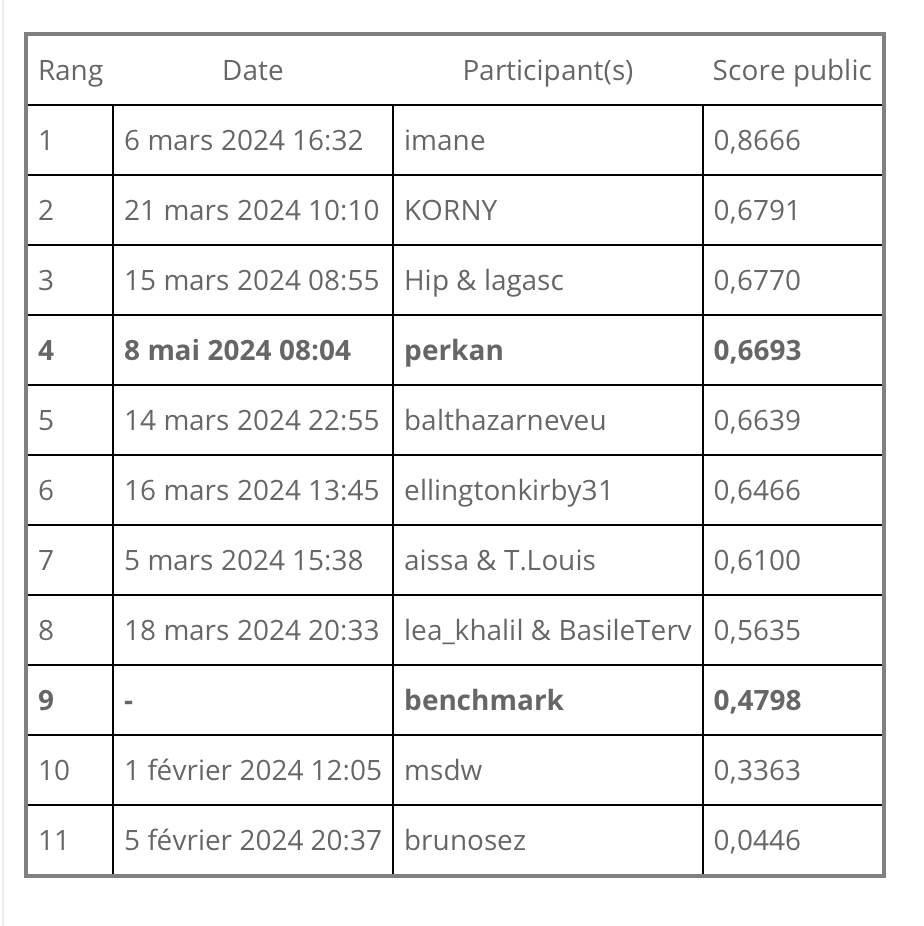 Rang Date Participant(s) Score public
1 6 mars 2024 16:32 imane 0,8666
2 21 mars 2024 10:10 KORNY 0,6791
3 15 mars 2024 08:55 Hip & lagasc 0,6770
4 8 mai 2024 08:04 perkan 0,6693
5 14 mars 2024 22:55 balthazarneveu 0,6639
6 16 mars 2024 13:45 ellingtonkirby31 0,6466
7 5 mars 2024 15:38 aissa & T.Louis 0,6100
8 18 mars 2024 20:33 lea_khalil & BasileTerv 0,5635
9 - benchmark 0,4798
10 1 février 2024 12:05 msdw 0,3363
11 5 février 2024 20:37 brunosez 0,0446